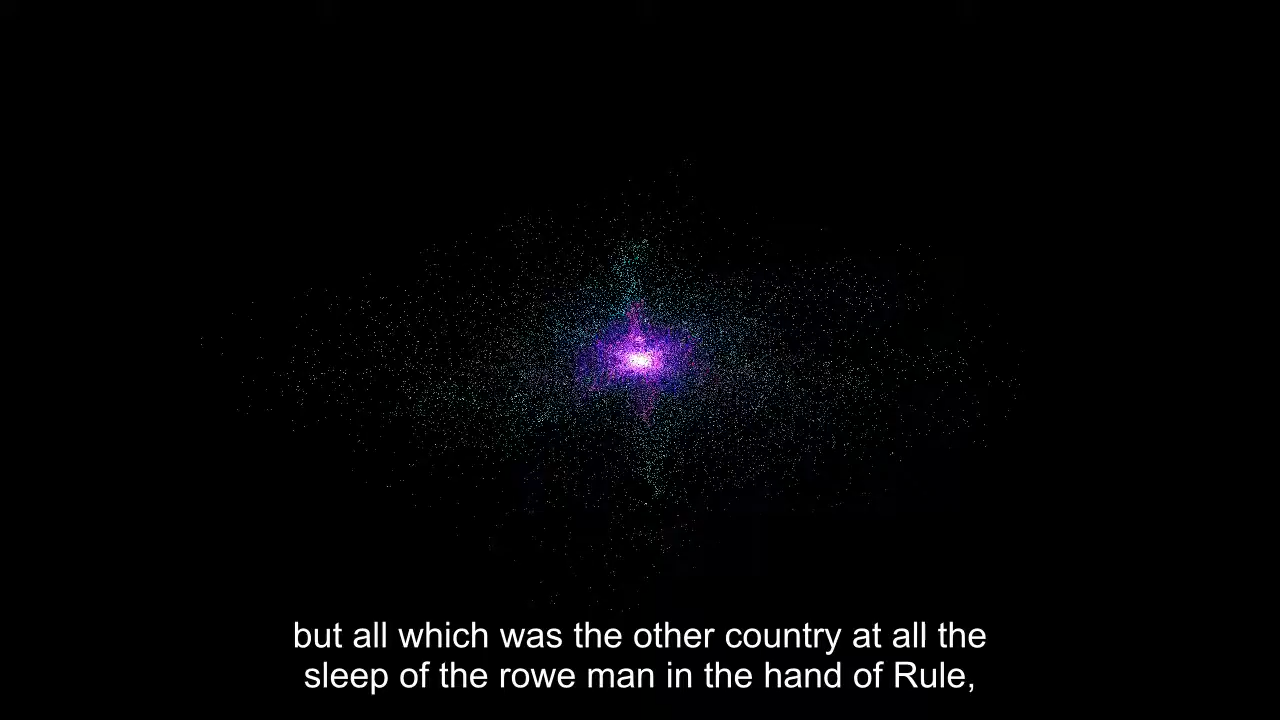 but all which was the other country at all the
sleep of the rowe man in the hand of Rule,